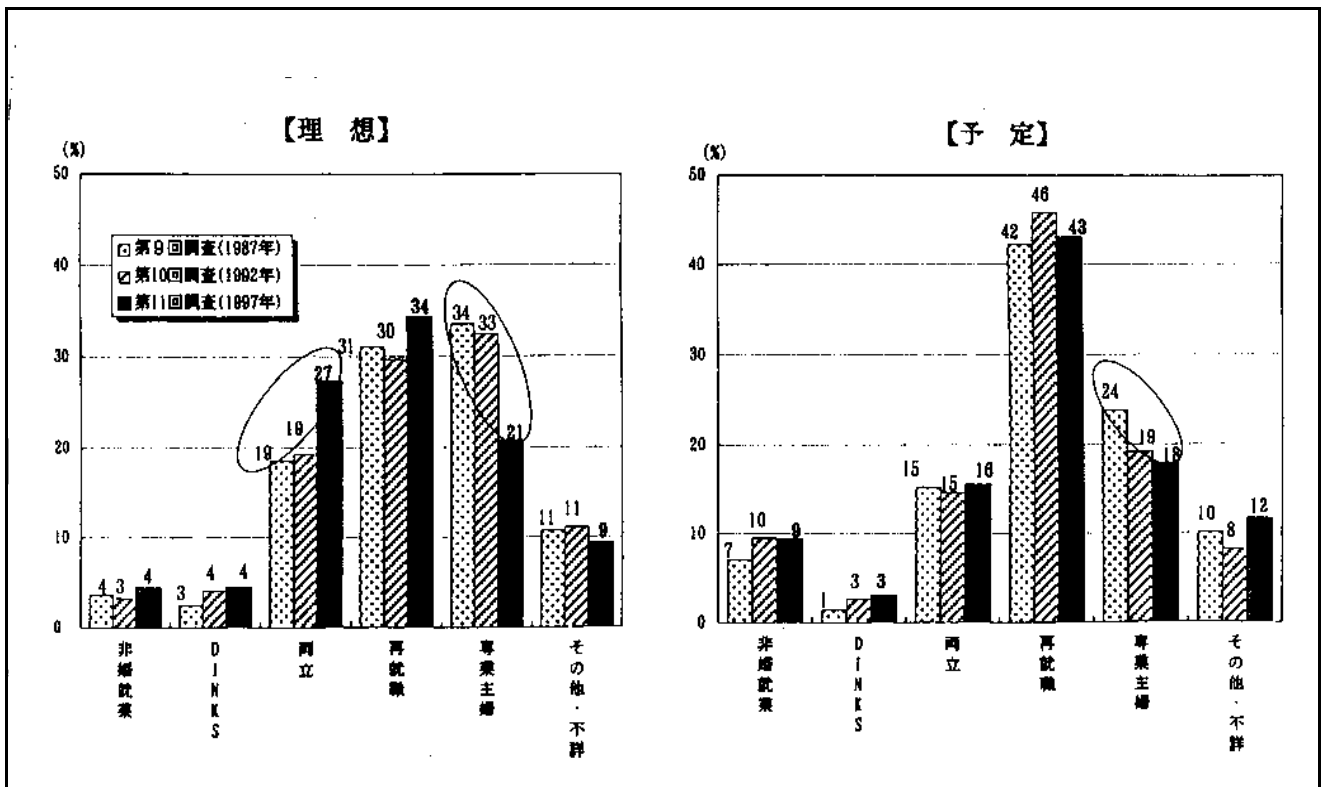 【理 想】
(%)
50
40
30
20
10
0
第9回調査(1987年)
第10回調査(1992年)
第11回調査(1997年)
4 3 4
3 4 4
19 19 27
31 30 34
34 33 21
11 11 9
非婚就業
DINKS
両立
再就職
専業主婦
その他・不詳
【予 定】
(%)
50
40
30
20
10
0
7 10 9
1 3 3
15 15 16
42 46 43
24 19 18
10 8 12
非婚就業
DINKS
両立
再就職
専業主婦
その他・不詳